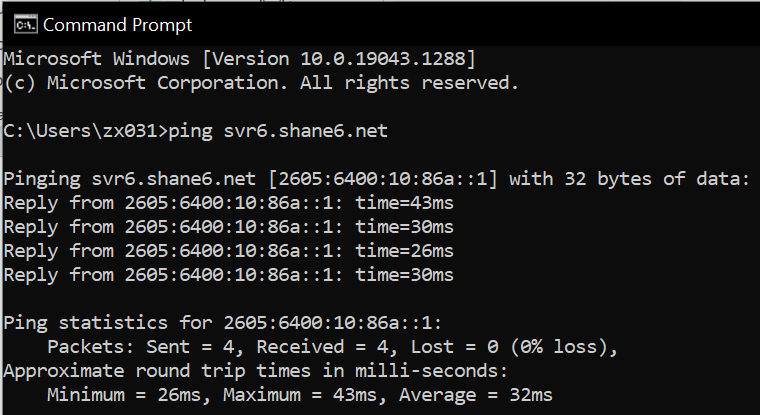 Command Prompt
Microsoft Windows [Version 10.0.19043.1288]
(c) Microsoft Corporation. All rights reserved.
C:\Users\zx031>ping svr6.shane6.net
Pinging svr6.shane6.net [2605:6400:10:86a::1] with 32 bytes of data:
Reply from 2605:6400:10:86a::1: time=43ms
Reply from 2605:6400:10:86a::1: time=30ms
Reply from 2605:6400:10:86a::1: time=26ms
Reply from 2605:6400:10:86a::1: time=30ms
Ping statistics for 2605:6400:10:86a::1:
    Packets: Sent = 4, Received = 4, Lost = 0 (0% loss),
Approximate round trip times in milli-seconds:
    Minimum = 26ms, Maximum = 43ms, Average = 32ms